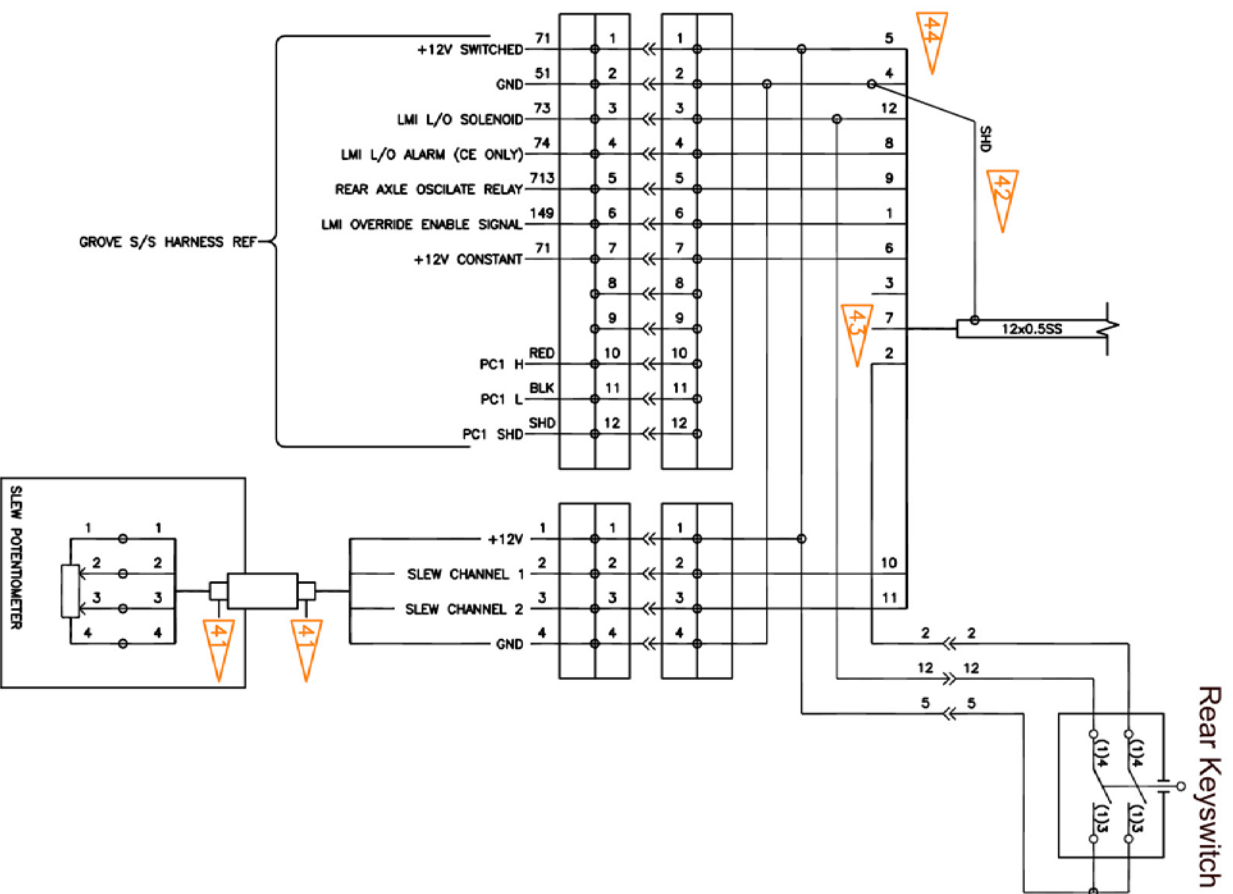 +12V SWITCHED 71 1 1 5
GND 51 2 2 4
LMI L/O SOLENOID 73 3 3 12
LMI L/O ALARM (CE ONLY) 74 4 4 8
REAR AXLE OSCILATE RELAY 713 5 5 9
LMI OVERRIDE ENABLE SIGNAL 149 6 6 1
+12V CONSTANT 71 7 7 6
8 8 3
9 9 7
PC1 H RED 10 10 2
PC1 L BLK 11 11
PC1 SHD SHD 12 12
GROVE S/S HARNESS REF
44
SHD
42
43
12x0.5SS
SLEW POTENTIOMETER
1 1
2 2
3 3
4 4
41
41
+12V 1 1 1
SLEW CHANNEL 1 2 2 2 10
SLEW CHANNEL 2 3 3 3 11
GND 4 4 4
2 2
12 12
5 5
(1)4 (1)3
(1)4 (1)3
Rear Keyswitch